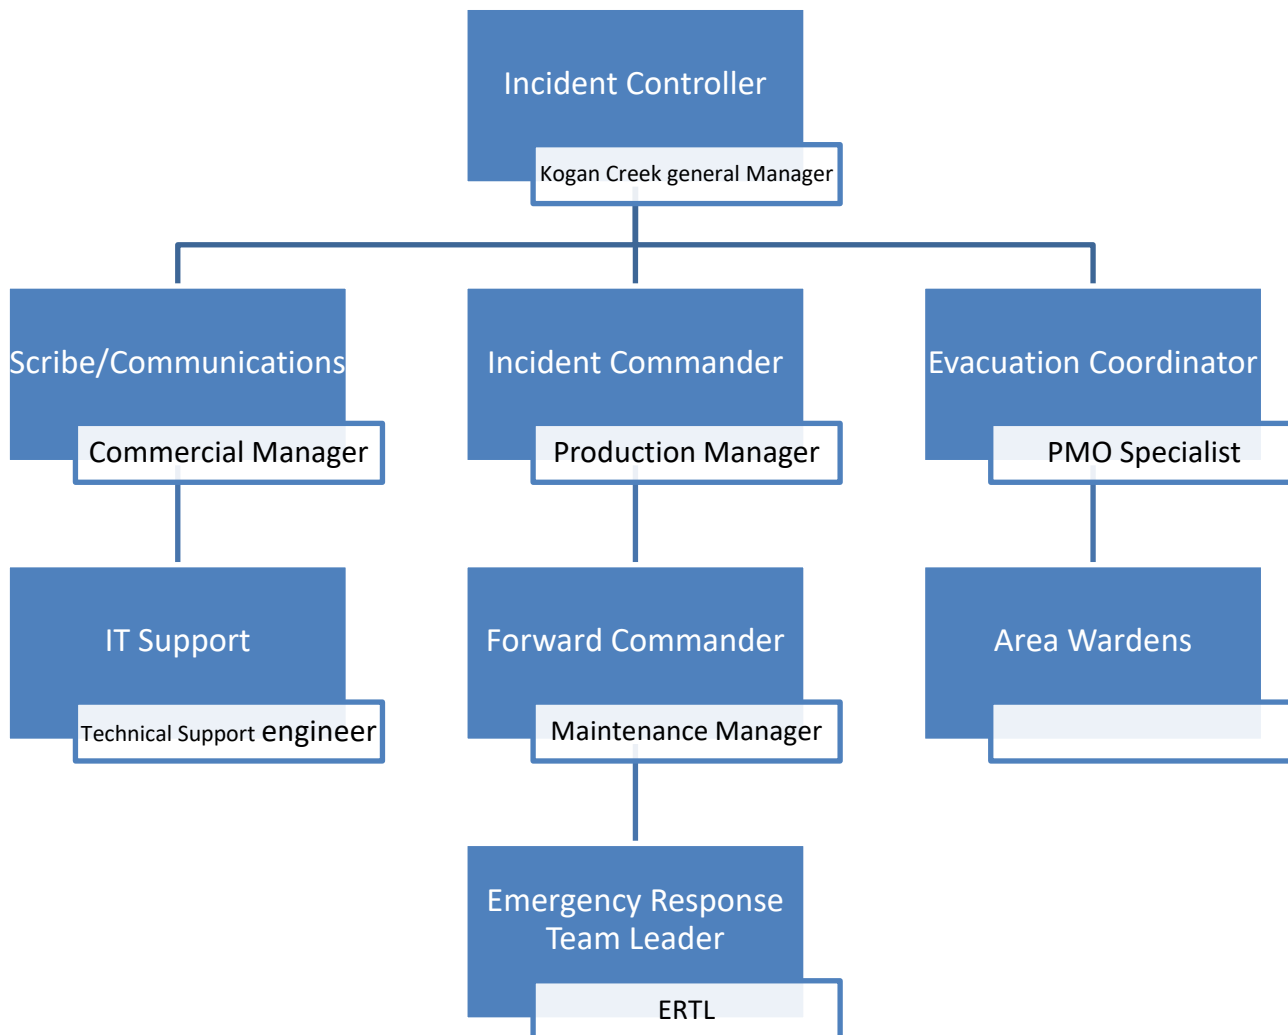 Incident Controller
Kogan Creek general Manager
Scribe/Communications
Commercial Manager
Incident Commander
Production Manager
Evacuation Coordinator
PMO Specialist
IT Support
Technical Support engineer
Forward Commander
Maintenance Manager
Area Wardens
Emergency Response
Team Leader
ERTL